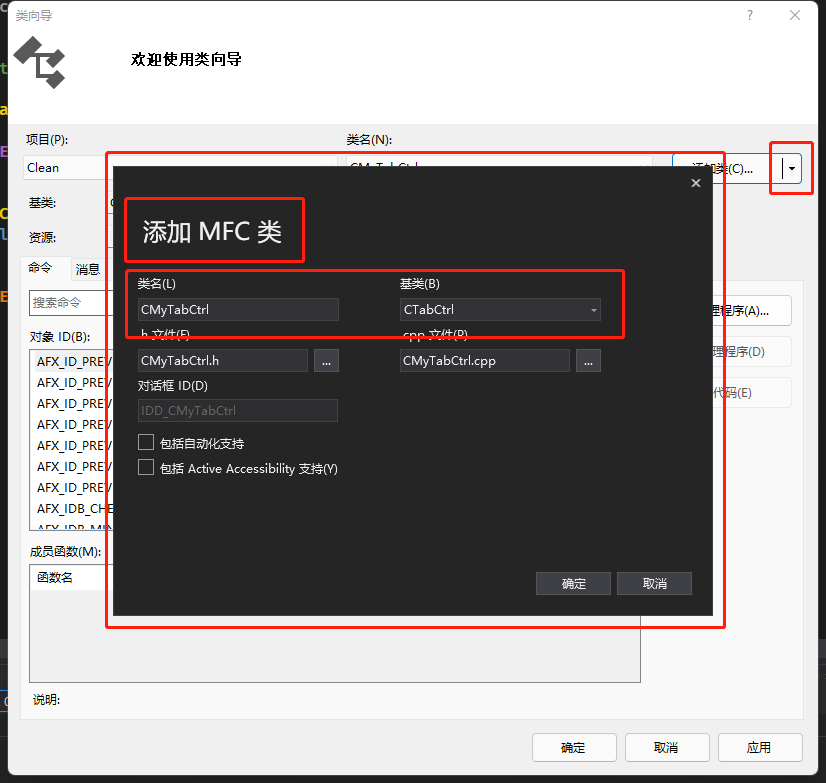 类向导
欢迎使用类向导
项目(P):
类名(N):
Clean
CMyTabCtrl
添加类(C)...
基类:
资源:
命令
消息
搜索命令
对象 ID(B):
AFX_ID_PREV
AFX_ID_PREV
AFX_ID_PREV
AFX_ID_PREV
AFX_ID_PREV
AFX_ID_PREV
AFX_ID_PREV
AFX_IDB_CHE
AFX_IDB_MIN
成员函数(M):
函数名
说明:
添加 MFC 类
类名(L)
基类(B)
CMyTabCtrl
CTabCtrl
.h 文件(F)
.cpp 文件(P)
CMyTabCtrl.h
...
CMyTabCtrl.cpp
...
对话框 ID(D)
IDD_CMyTabCtrl
包括自动化支持
包括 Active Accessibility 支持(Y)
确定
取消
理程序(A)...
理程序(D)
代码(E)
确定
取消
应用